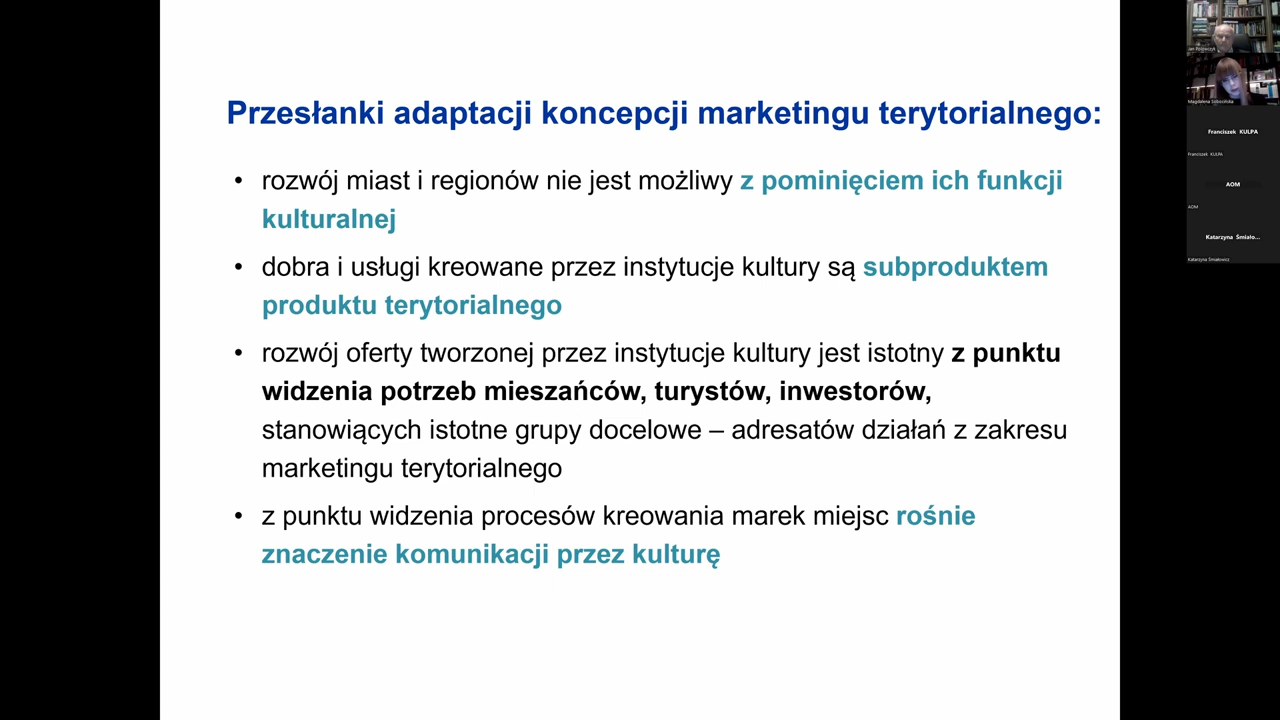 Przesłanki adaptacji koncepcji marketingu terytorialnego:
• rozwój miast i regionów nie jest możliwy z pominięciem ich funkcji
kulturalnej
• dobra i usługi kreowane przez instytucje kultury są subproduktem
produktu terytorialnego
• rozwój oferty tworzonej przez instytucje kultury jest istotny z punktu
widzenia potrzeb mieszańców, turystów, inwestorów,
stanowiących istotne grupy docelowe – adresatów działań z zakresu
marketingu terytorialnego
• z punktu widzenia procesów kreowania marek miejsc rośnie
znaczenie komunikacji przez kulturę
Magdalena Sobocińska
Franciszek KULPA
Franciszek KULPA
AOM
AOM
Katarzyna Śmiało...
Katarzyna Śmiałowicz